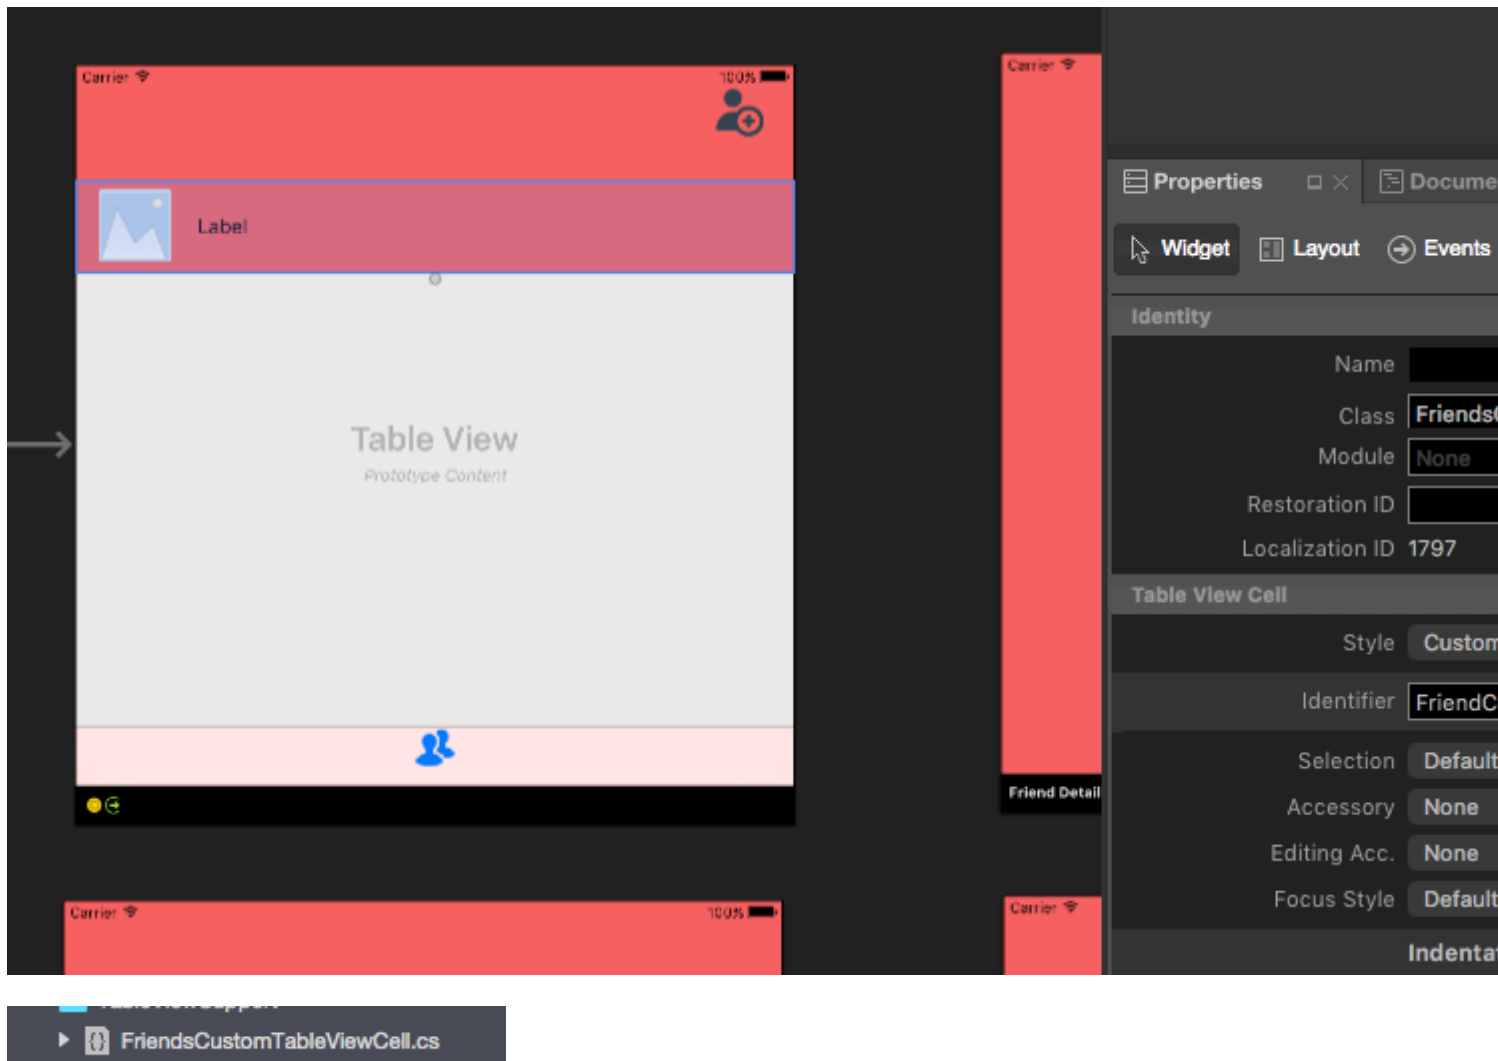 Carrier
100%
Carrier
Properties
Docume
Widget
Layout
Events
Label
Identity
Name
Class FriendsC
Module None
Restoration ID
Localization ID 1797
Table View
Prototype Content
Table View Cell
Style Custom
Identifier FriendC
Selection Default
Accessory None
Editing Acc. None
Focus Style Default
Indenta
Friend Detail
Carrier
100%
Carrier
TableViewSupport
FriendsCustomTableViewCell.cs